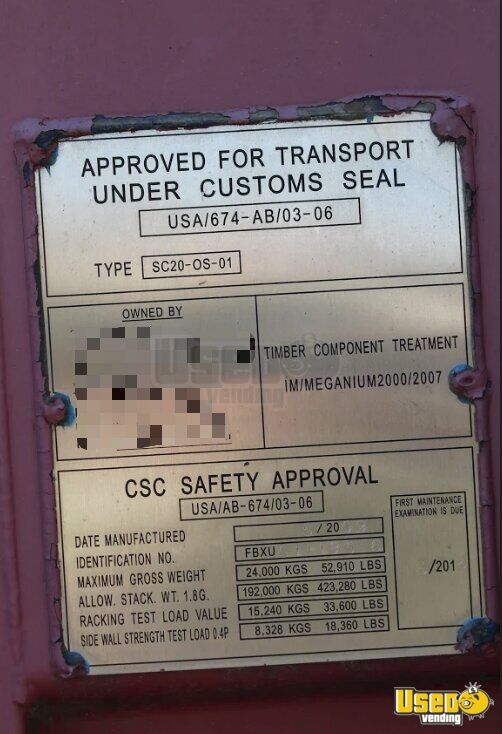 APPROVED FOR TRANSPORT
UNDER CUSTOMS SEAL
USA/674-AB/03-06
TYPE SC20-OS-01
OWNED BY
TIMBER COMPONENT TREATMENT
IM/MEGANIUM2000/2007
Used
vending
CSC SAFETY APPROVAL
USA/AB-674/03-06
FIRST MAINTENANCE
EXAMINATION IS DUE
DATE MANUFACTURED
IDENTIFICATION NO. FBXU
MAXIMUM GROSS WEIGHT 24,000 KGS 52,910 LBS
ALLOW. STACK. WT. 1.8G. 192,000 KGS 423,280 LBS
RACKING TEST LOAD VALUE 15,240 KGS 33,600 LBS
SIDE WALL STRENGTH TEST LOAD 0.4P 8,328 KGS 18,360 LBS
Used
vending